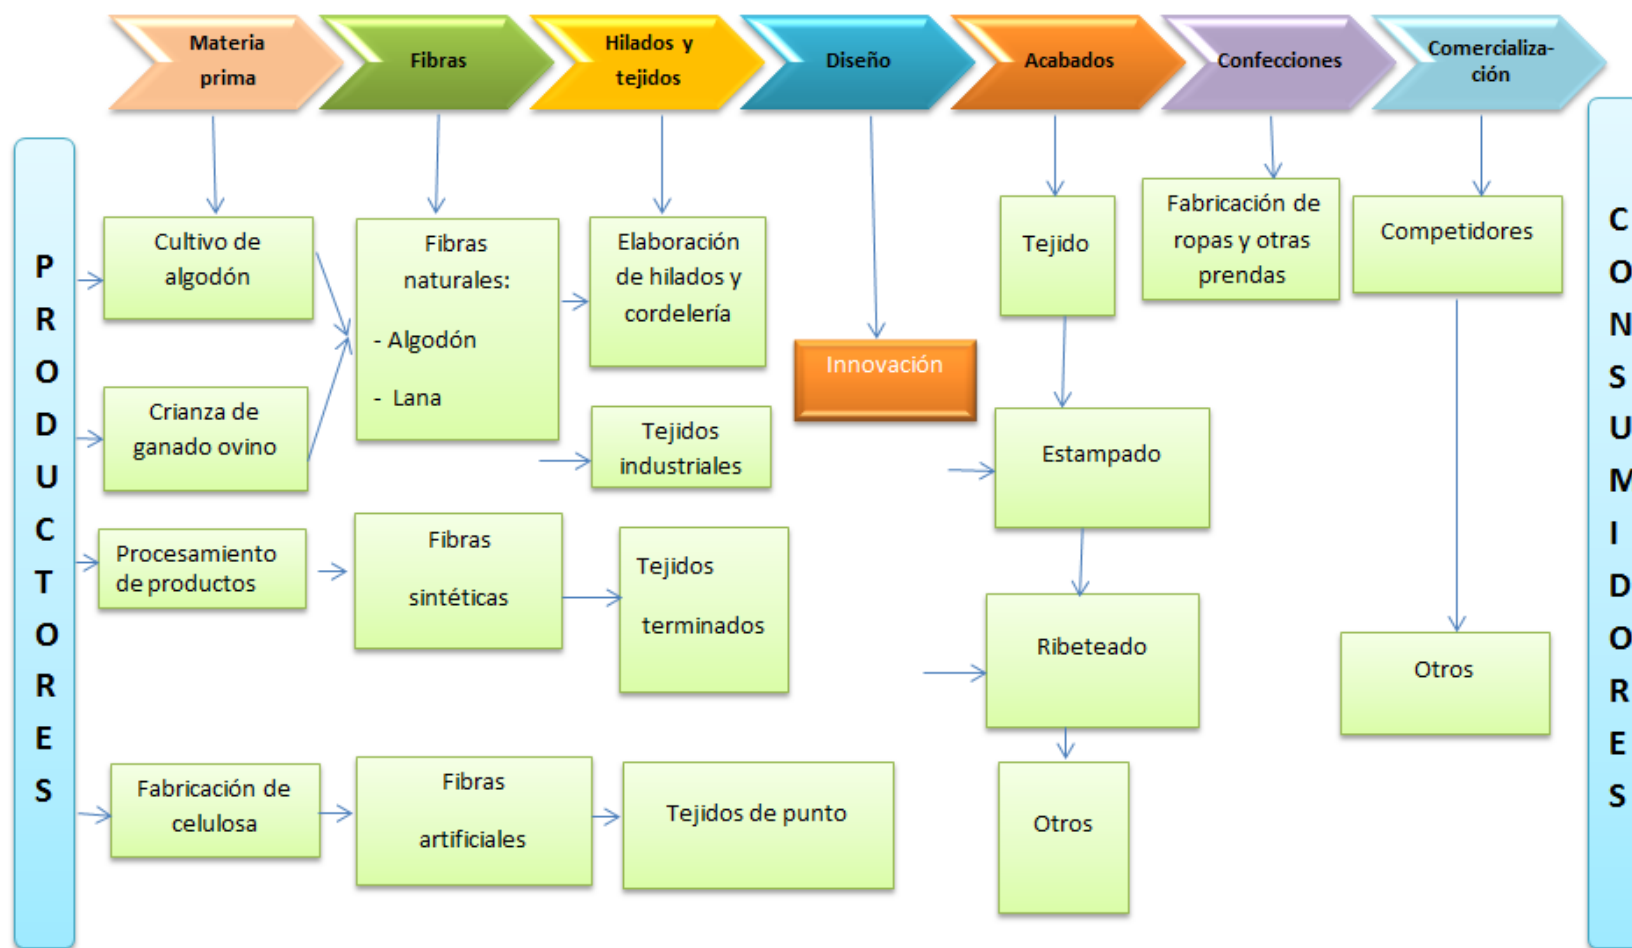 Materia
prima
Fibras
Hilados y
tejidos
Diseño
Acabados
Confecciones
Comercializa-
ción
PRODUCTORES
Cultivo de
algodón
Crianza de
ganado ovino
Procesamiento
de productos
Fabricación de
celulosa
Fibras
naturales:
- Algodón
- Lana
Fibras
sintéticas
Fibras
artificiales
Elaboración
de hilados y
cordelería
Tejidos
industriales
Tejidos
terminados
Tejidos de punto
Innovación
Tejido
Estampado
Ribeteado
Otros
Fabricación de
ropas y otras
prendas
Competidores
Otros
CONSUMIDORES